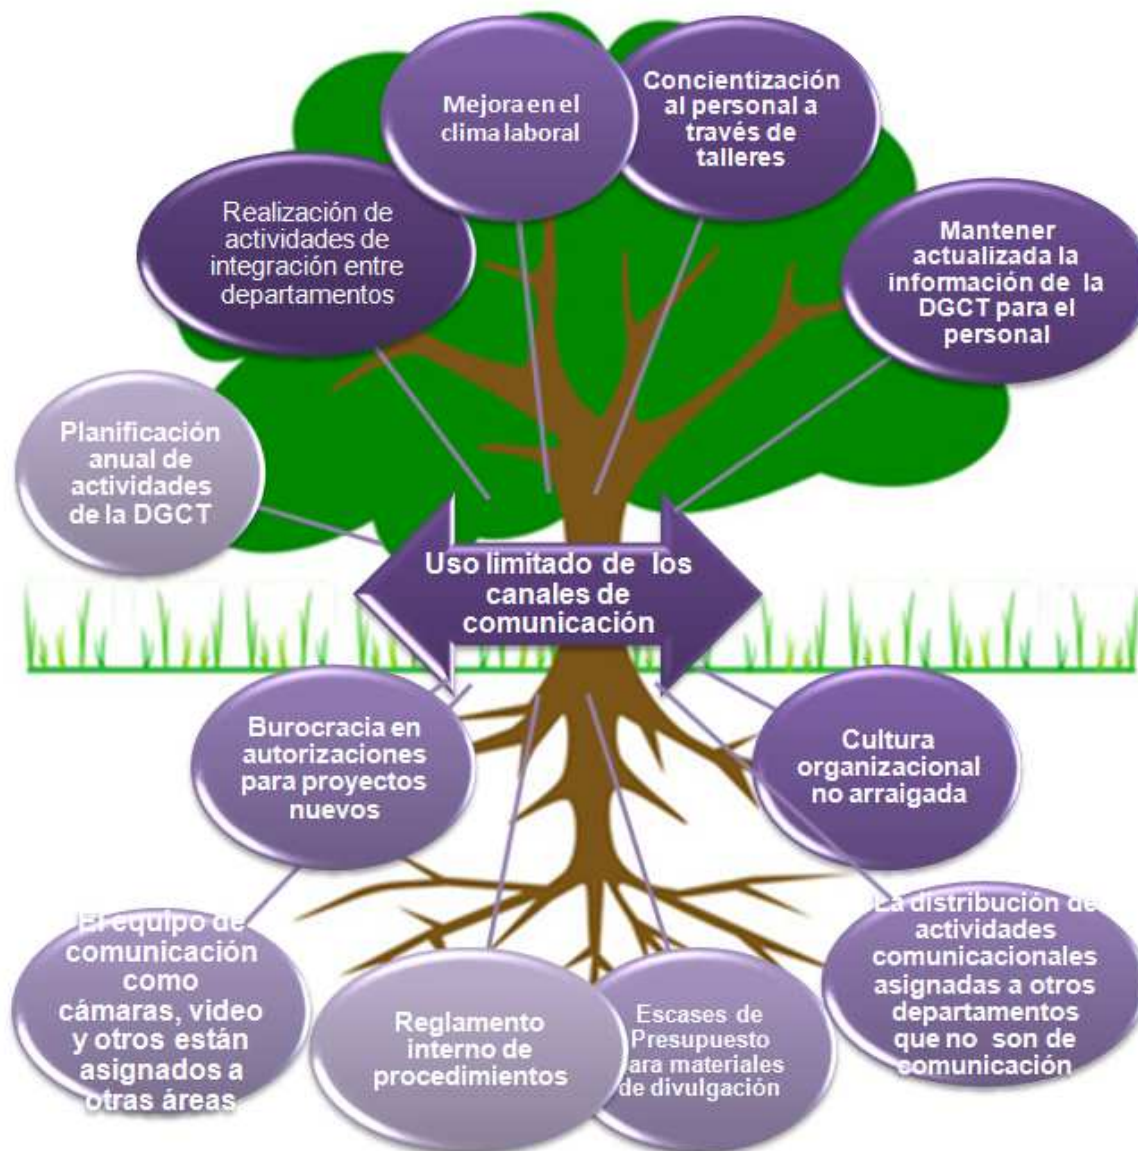 Mejora en el
clima laboral
Concientización
al personal a
través de
talleres
Realización de
actividades de
integración entre
departamentos
Mantener
actualizada la
información de la
DGCT para el
personal
Planificación
anual de
actividades
de la DGCT
Uso limitado de los
canales de
comunicación
Burocracia en
autorizaciones
para proyectos
nuevos
Cultura
organizacional
no arraigada
El equipo de
comunicación
como
cámaras, video
y otros están
asignados a
otras áreas
Reglamento
interno de
procedimientos
Escases de
Presupuesto
para materiales
de divulgación
La distribución de
actividades
comunicacionales
asignadas a otros
departamentos
que no son de
comunicación